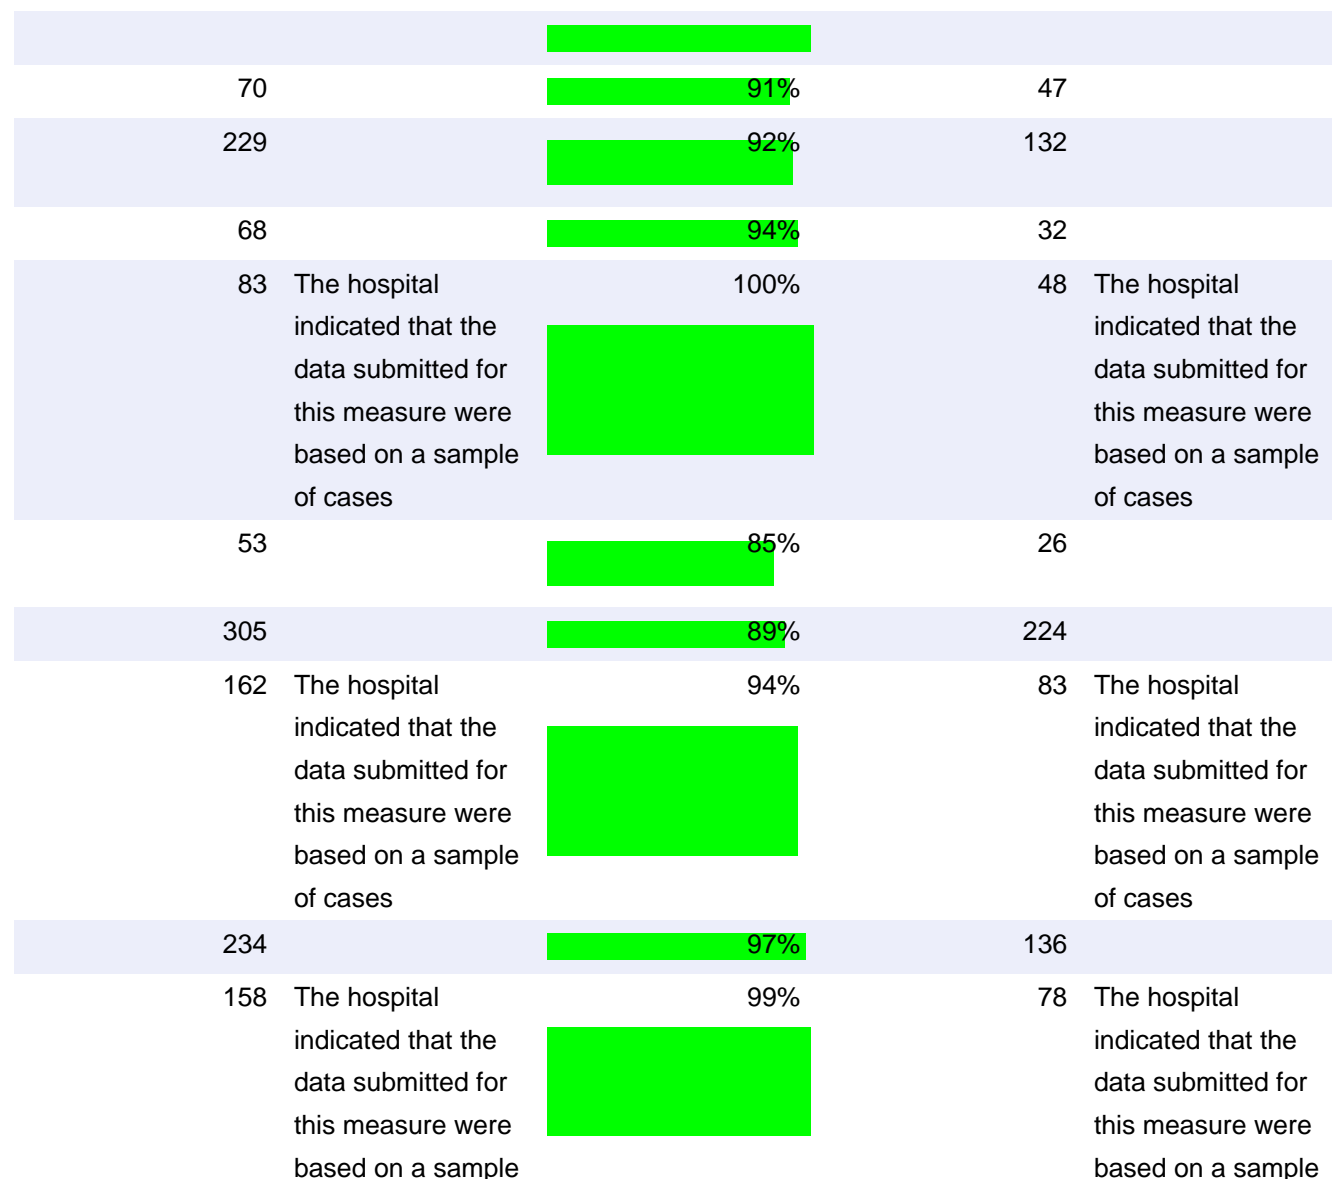 70 91% 47
229 92% 132
68 94% 32
83 The hospital 100% 48 The hospital
indicated that the indicated that the
data submitted for data submitted for
this measure were this measure were
based on a sample based on a sample
of cases of cases
53 85% 26
305 89% 224
162 The hospital 94% 83 The hospital
indicated that the indicated that the
data submitted for data submitted for
this measure were this measure were
based on a sample based on a sample
of cases of cases
234 97% 136
158 The hospital 99% 78 The hospital
indicated that the indicated that the
data submitted for data submitted for
this measure were this measure were
based on a sample based on a sample